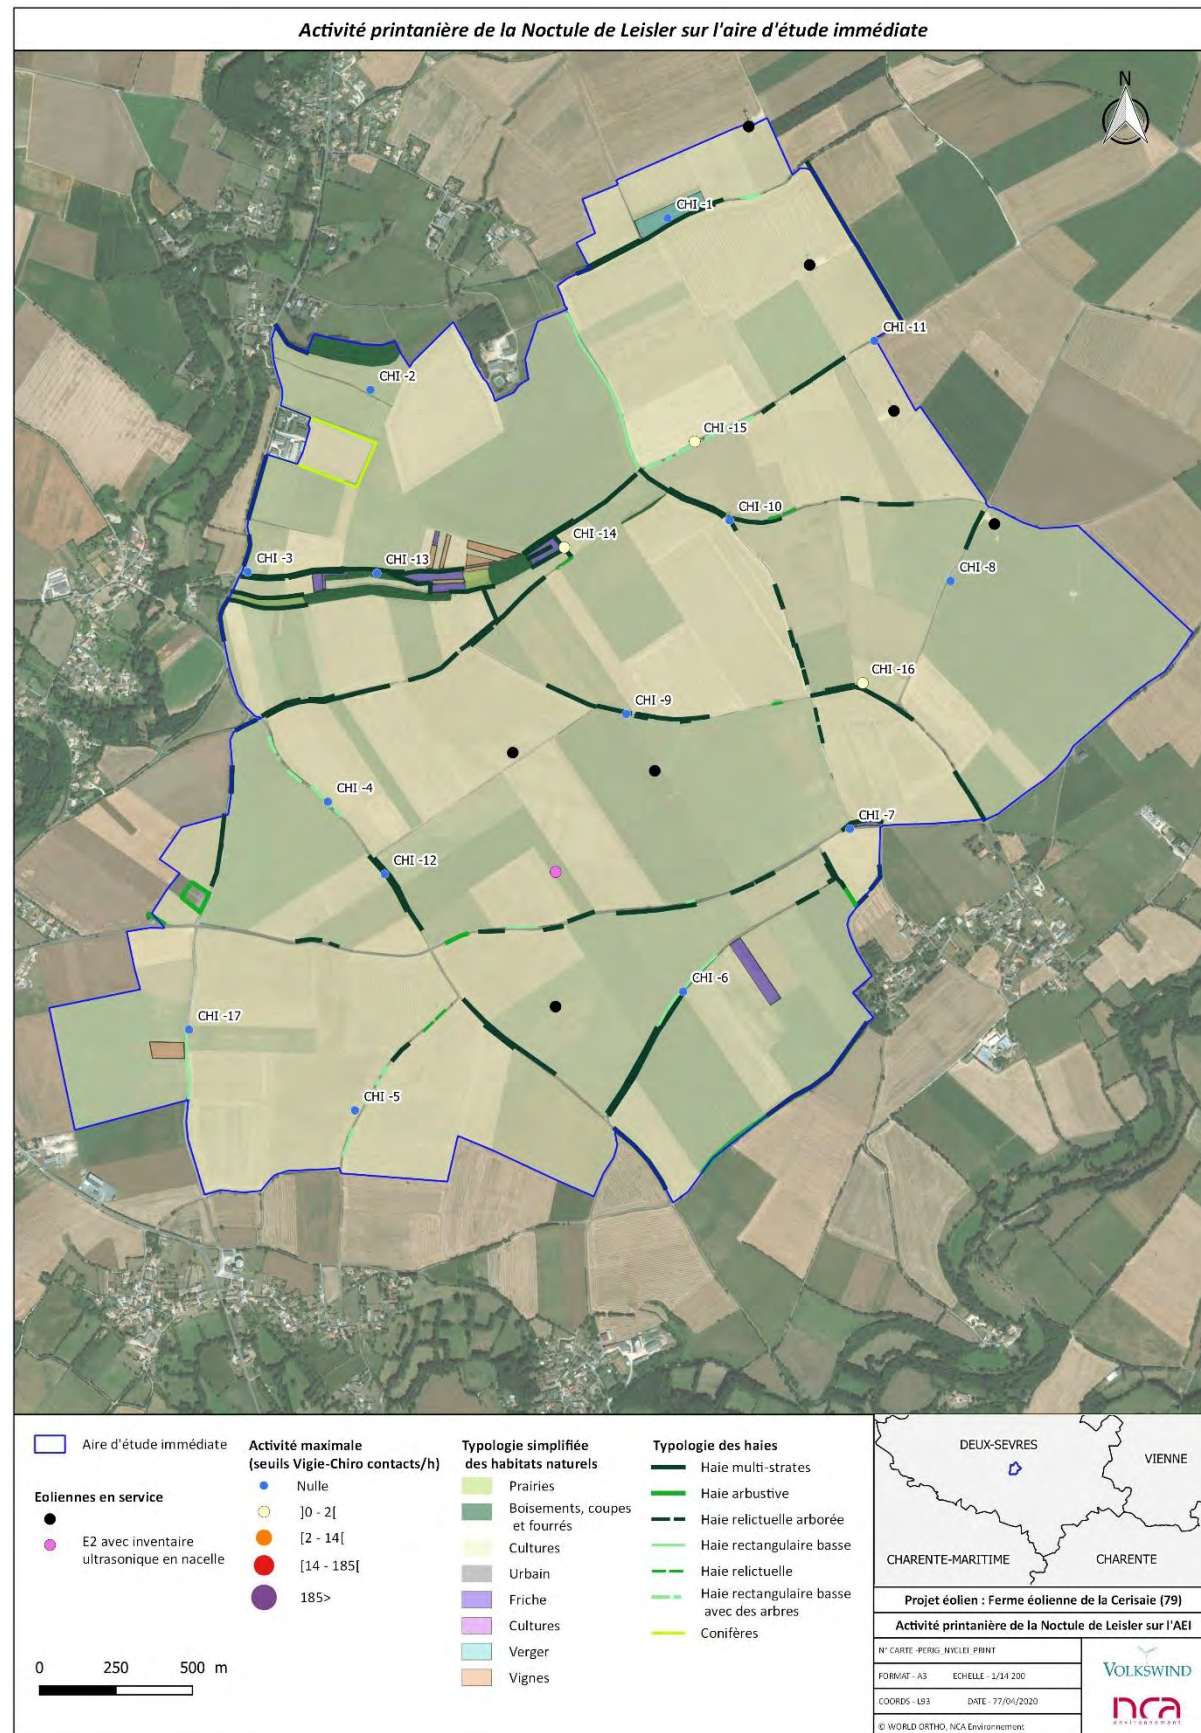 Activité printanière de la Noctule de Leisler sur l'aire d'étude immédiate
N
CHI -1
CHI -11
CHI -2
CHI -15
CHI -10
CHI -14
CHI -3
CHI -13
CHI -8
CHI -16
CHI -9
CHI -4
CHI -7
CHI -12
CHI -6
CHI -17
CHI -5
Aire d'étude immédiate
Eoliennes en service
E2 avec inventaire
ultrasonique en nacelle
0 250 500 m
Activité maximale
(seuils Vigie-Chiro contacts/h)
Nulle
]0 - 2[
[2 - 14[
[14 - 185[
185>
Typologie simplifiée
des habitats naturels
Prairies
Boisements, coupes
et fourrés
Cultures
Urbain
Friche
Cultures
Verger
Vignes
Typologie des haies
Haie multi-strates
Haie arbustive
Haie relictuelle arborée
Haie rectangulaire basse
Haie relictuelle
Haie rectangulaire basse
avec des arbres
Conifères
DEUX-SEVRES
VIENNE
CHARENTE-MARITIME
CHARENTE
Projet éolien : Ferme éolienne de la Cerisaie (79)
Activité printanière de la Noctule de Leisler sur l'AEI
N° CARTE -PERIG_NYCLEI_PRINT
FORMAT - A3 ECHELLE - 1/14 200
COORDS - L93 DATE - 77/04/2020
© WORLD ORTHO, NCA Environnement
VOLKSWIND
nca
environnement